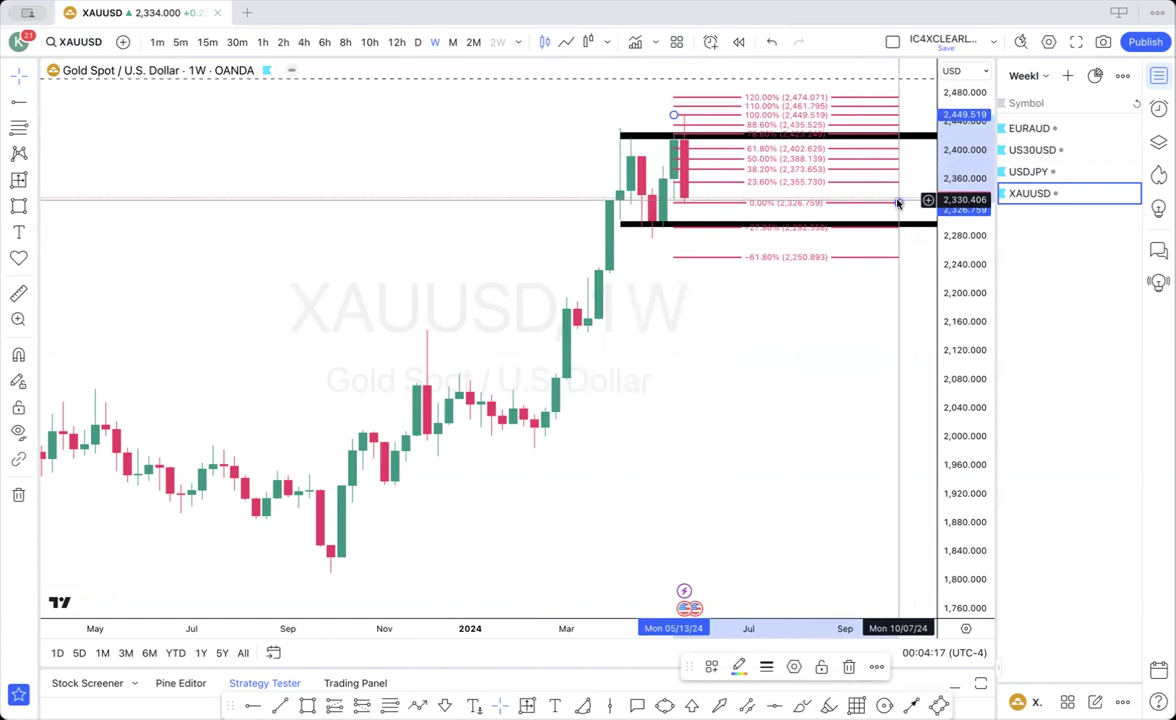 XAUUSD ▲ 2,334.000 +0.2
K 21
XAUUSD
1m 5m 15m 30m 1h 2h 4h 6h 8h 10h 12h D W M 2M 2W
IC4XCLEARL...
Save
Publish
Gold Spot / U.S. Dollar · 1W · OANDA
USD
Weekl
Symbol
EURAUD
US30USD
USDJPY
XAUUSD
120.00% (2,474.071)
110.00% (2,461.795)
100.00% (2,449.519)
88.60% (2,435.525)
61.80% (2,402.625)
50.00% (2,388.139)
38.20% (2,373.653)
23.60% (2,355.730)
0.00% (2,326.759)
−61.80% (2,250.893)
2,480.000
2,449.519
2,400.000
2,360.000
2,330.406
2,326.759
2,280.000
2,240.000
2,200.000
2,160.000
2,120.000
2,080.000
2,040.000
2,000.000
1,960.000
1,920.000
1,880.000
1,840.000
1,800.000
1,760.000
XAUUSD, 1W
Gold Spot / U.S. Dollar
May Jul Sep Nov 2024 Mar Mon 05/13/24 Jul Sep Mon 10/07/24
1D 5D 1M 3M 6M YTD 1Y 5Y All
00:04:17 (UTC-4)
Stock Screener Pine Editor Strategy Tester Trading Panel
X.